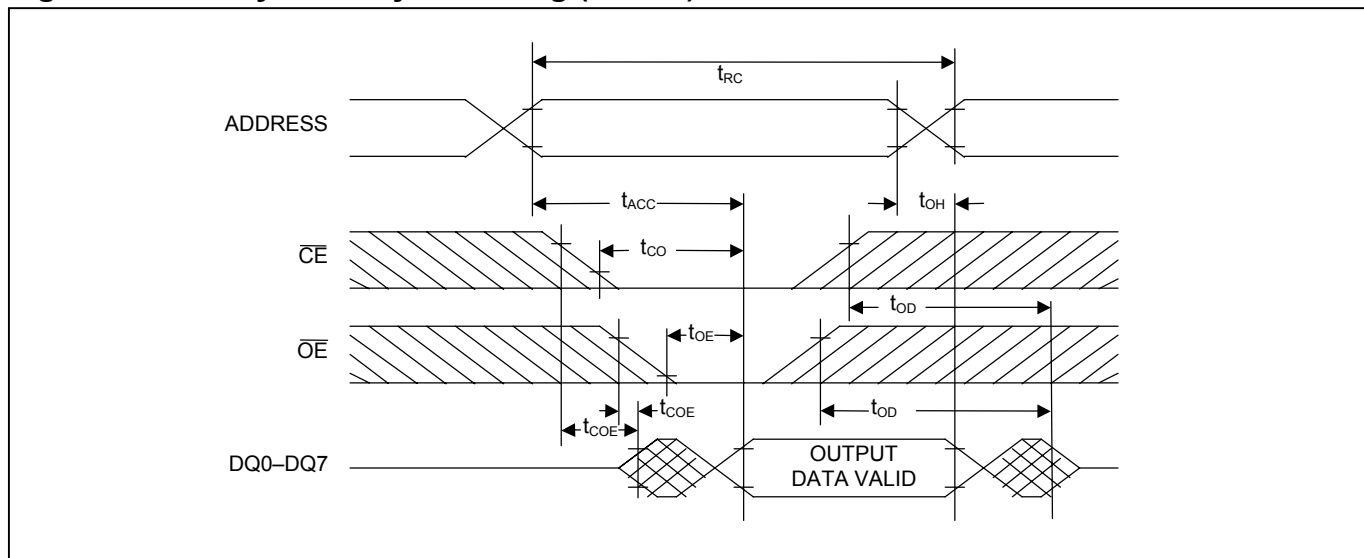 tRC
ADDRESS
tACC
tOH
CE
tCO
tOD
OE
tOE
tOD
tCOE
tCOE
DQ0–DQ7
OUTPUT
DATA VALID